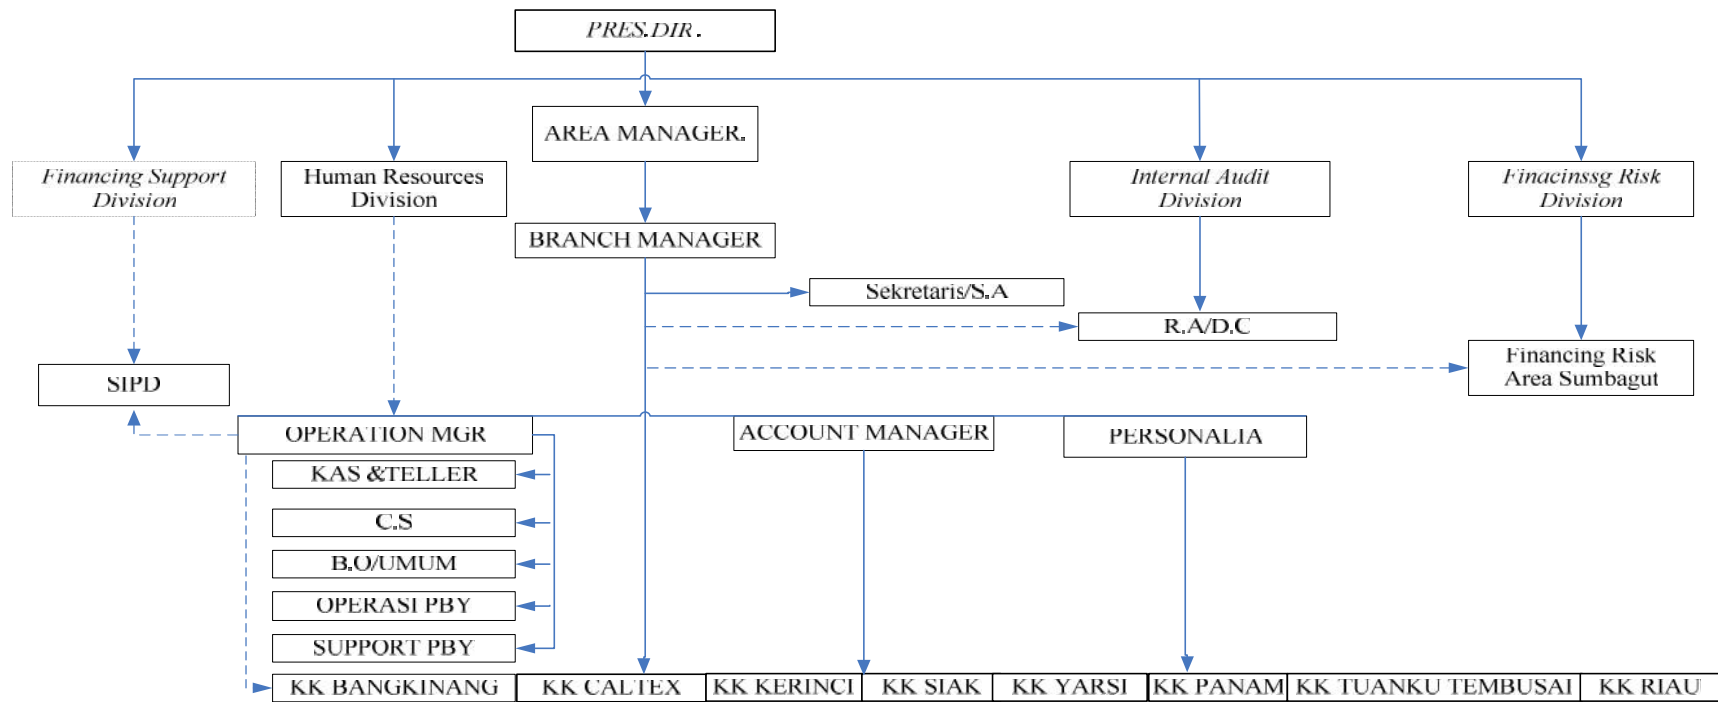 PRES.DIR.
AREA MANAGER.
Financing Support
Division
Human Resources
Division
Internal Audit
Division
Finacinssg Risk
Division
BRANCH MANAGER
Sekretaris/S.A
R.A/D.C
Financing Risk
Area Sumbagut
SIPD
OPERATION MGR
ACCOUNT MANAGER
PERSONALIA
KAS &TELLER
C.S
B.O/UMUM
OPERASI PBY
SUPPORT PBY
KK BANGKINANG
KK CALTEX
KK KERINCI
KK SIAK
KK YARSI
KK PANAM
KK TUANKU TEMBUSAI
KK RIAU